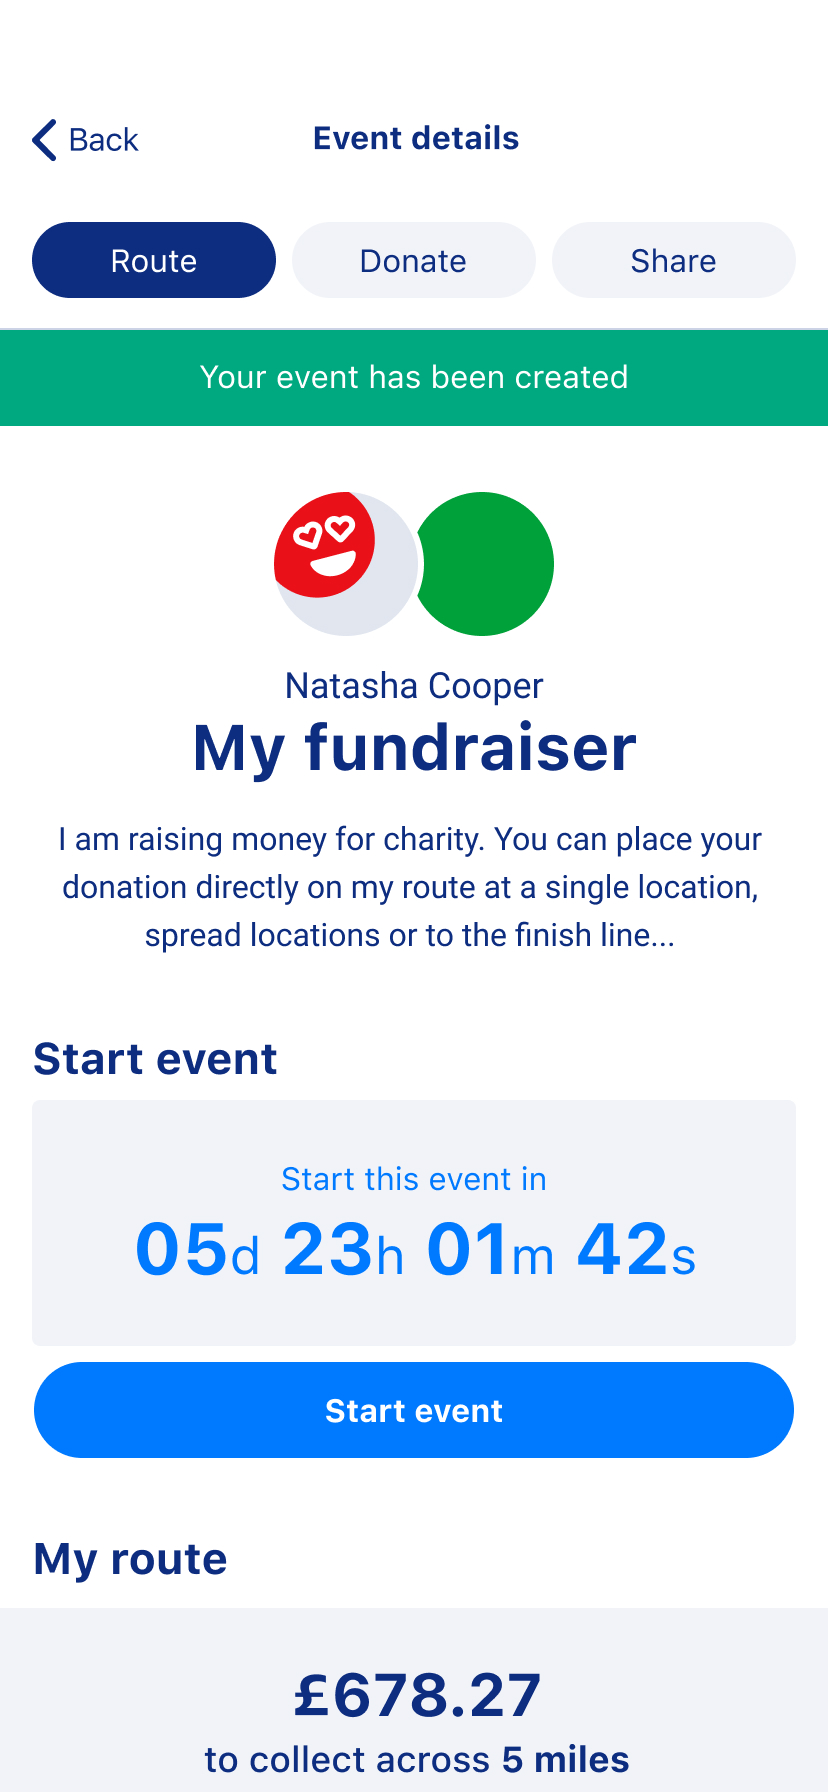 Back
Event details
Route
Donate
Share
Your event has been created
Natasha Cooper
My fundraiser
I am raising money for charity. You can place your
donation directly on my route at a single location,
spread locations or to the finish line...
Start event
Start this event in
05d 23h 01m 42s
Start event
My route
£678.27
to collect across 5 miles